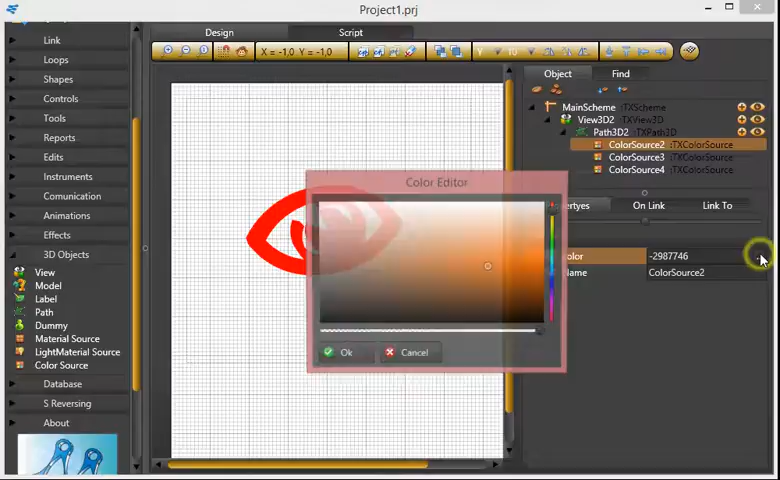 Project1.prj
Design
Script
X = -1,0 Y = -1,0
Y
10
Link
Loops
Shapes
Controls
Tools
Reports
Edits
Instruments
Comunication
Animations
Effects
3D Objects
View
Model
Label
Path
Dummy
Material Source
LightMaterial Source
Color Source
Database
S Reversing
About
Color Editor
Ok
Cancel
Object
Find
MainScheme :TXScheme
View3D2 :TXView3D
Path3D2 :TXPath3D
ColorSource2 :TXColorSource
ColorSource3 :TXColorSource
ColorSource4 :TXColorSource
ertyes
On Link
Link To
olor
-2987746
ame
ColorSource2